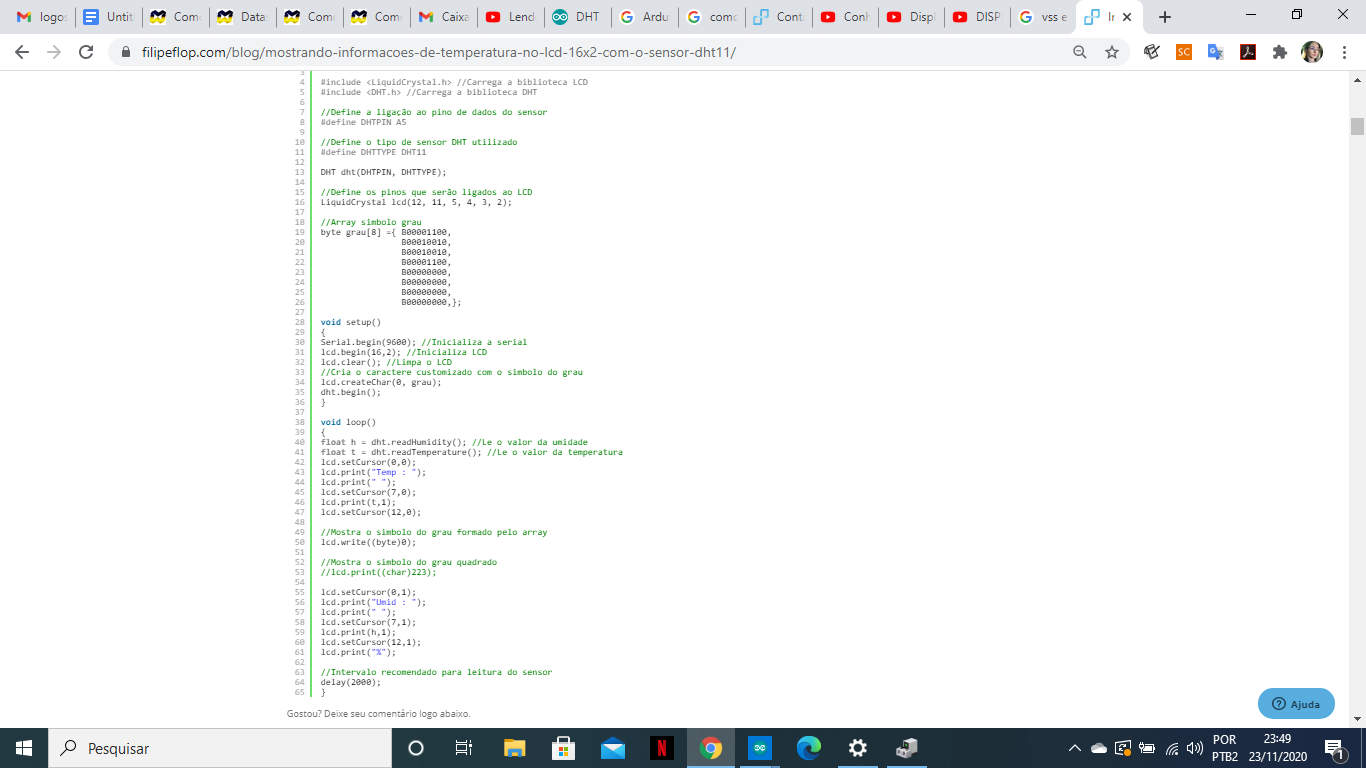 logos
Untit
Como
Data
Como
Como
Caixa
Lend
DHT
Ardu
como
Cont
Conh
Displ
DISP
vss e
In
filipeflop.com/blog/mostrando-informacoes-de-temperatura-no-lcd-16x2-com-o-sensor-dht11/
3
4 #include <LiquidCrystal.h> //Carrega a biblioteca LCD
5 #include <DHT.h> //Carrega a biblioteca DHT
6
7 //Define a ligação ao pino de dados do sensor
8 #define DHTPIN A5
9
10 //Define o tipo de sensor DHT utilizado
11 #define DHTTYPE DHT11
12
13 DHT dht(DHTPIN, DHTTYPE);
14
15 //Define os pinos que serão ligados ao LCD
16 LiquidCrystal lcd(12, 11, 5, 4, 3, 2);
17
18 //Array simbolo grau
19 byte grau[8] ={ B00001100,
20 B00010010,
21 B00010010,
22 B00001100,
23 B00000000,
24 B00000000,
25 B00000000,
26 B00000000,};
27
28 void setup()
29 {
30 Serial.begin(9600); //Inicializa a serial
31 lcd.begin(16,2); //Inicializa LCD
32 lcd.clear(); //Limpa o LCD
33 //Cria o caractere customizado com o simbolo do grau
34 lcd.createChar(0, grau);
35 dht.begin();
36 }
37
38 void loop()
39 {
40 float h = dht.readHumidity(); //Le o valor da umidade
41 float t = dht.readTemperature(); //Le o valor da temperatura
42 lcd.setCursor(0,0);
43 lcd.print("Temp : ");
44 lcd.print(" ");
45 lcd.setCursor(7,0);
46 lcd.print(t,1);
47 lcd.setCursor(12,0);
48
49 //Mostra o simbolo do grau formado pelo array
50 lcd.write((byte)0);
51
52 //Mostra o simbolo do grau quadrado
53 //lcd.print((char)223);
54
55 lcd.setCursor(0,1);
56 lcd.print("Umid : ");
57 lcd.print(" ");
58 lcd.setCursor(7,1);
59 lcd.print(h,1);
60 lcd.setCursor(12,1);
61 lcd.print("%");
62
63 //Intervalo recomendado para leitura do sensor
64 delay(2000);
65 }
Gostou? Deixe seu comentário logo abaixo.
Ajuda
Pesquisar
POR
PTB2
23:49
23/11/2020
1